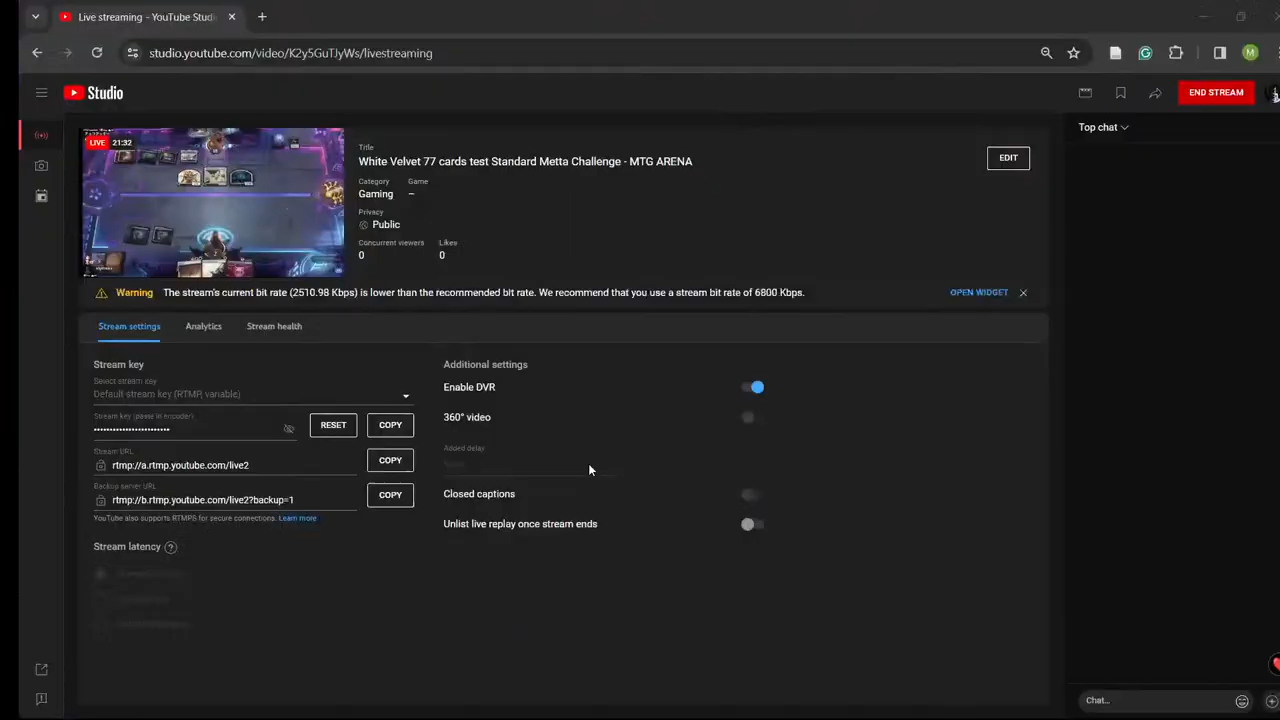 Live streaming - YouTube Studi
studio.youtube.com/video/K2y5GuTJyWs/livestreaming
M
Studio
END STREAM
LIVE 21:32
Title
White Velvet 77 cards test Standard Metta Challenge - MTG ARENA
EDIT
Category Game
Gaming –
Privacy
Public
Concurrent viewers Likes
0 0
Top chat
Warning The stream's current bit rate (2510.98 Kbps) is lower than the recommended bit rate. We recommend that you use a stream bit rate of 6800 Kbps. OPEN WIDGET
Stream settings Analytics Stream health
Stream key
Select stream key
Default stream key (RTMP, variable)
Stream key (paste in encoder)
RESET COPY
Stream URL
rtmp://a.rtmp.youtube.com/live2 COPY
Backup server URL
rtmp://b.rtmp.youtube.com/live2?backup=1 COPY
YouTube also supports RTMPS for secure connections. Learn more
Stream latency
Additional settings
Enable DVR
360° video
Added delay
Closed captions
Unlist live replay once stream ends
Chat...